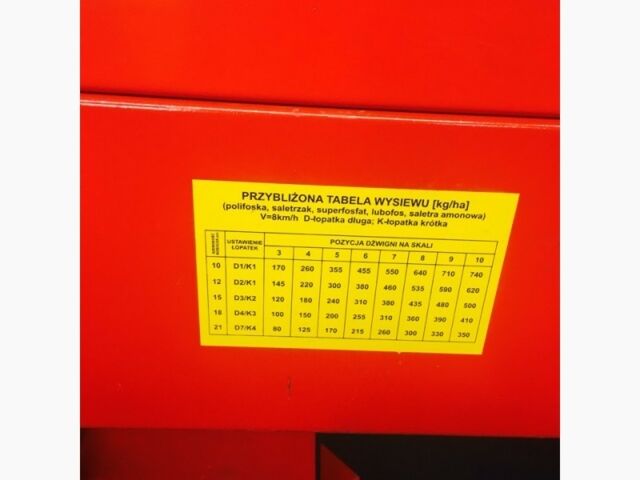 PRZYBLIŻONA TABELA WYSIEWU [kg/ha]
(polifoska, saletrzak, superfosfat, lubofos, saletra amonowa)
V=8km/h D-łopatka długa; K-łopatka krótka
USTAWIENIE ŁOPATEK POZYCJA DŹWIGNI NA SKALI
3 4 5 6 7 8 9 10
10 D1/K1 170 260 355 455 550 640 710 740
12 D2/K1 145 220 300 380 460 535 590 620
15 D3/K2 120 180 240 310 380 435 480 500
18 D4/K3 100 150 200 255 310 360 390 410
21 D7/K4 80 125 170 215 260 300 330 350